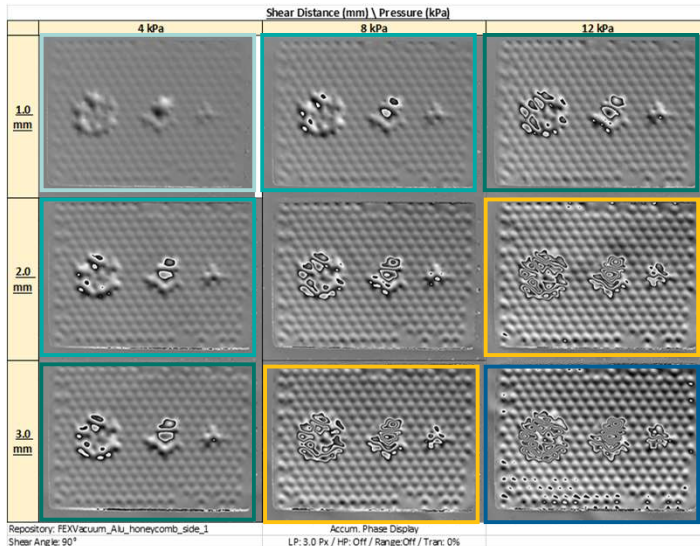 Shear Distance (mm) \ Pressure (kPa)
4 kPa 8 kPa 12 kPa
1.0
mm
2.0
mm
3.0
mm
Repository: FEXVacuum_Alu_honeycomb_side_1 Accum. Phase Display
Shear Angle: 90° LP: 3.0 Px / HP: Off / Range:Off / Tran: 0%